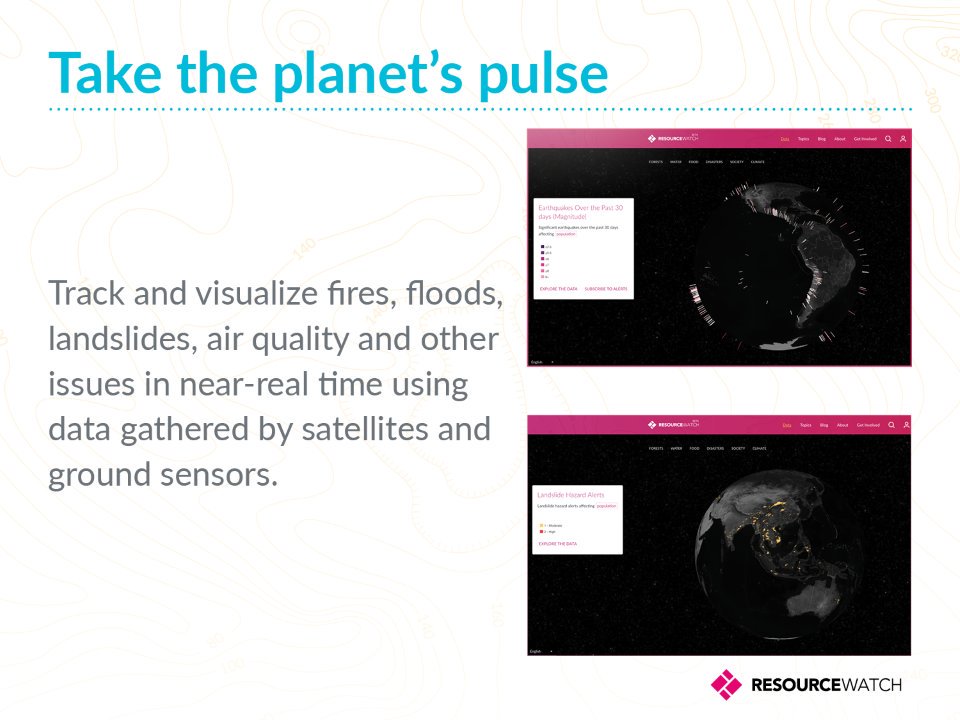 Take the planet’s pulse
Track and visualize fires, floods,
landslides, air quality and other
issues in near-real time using
data gathered by satellites and
ground sensors.
RESOURCEWATCH
Data Topics Blog About Get Involved
FORESTS WATER FOOD DISASTERS SOCIETY CLIMATE
Earthquakes Over the Past 30
days (Magnitude)
Significant earthquakes over the past 30 days
affecting population
EXPLORE THE DATA SUBSCRIBE TO ALERTS
English
RESOURCEWATCH
Data Topics Blog About Get Involved
FORESTS WATER FOOD DISASTERS SOCIETY CLIMATE
Landslide Hazard Alerts
Landslide hazard alerts affecting population
1 - Moderate
2 - High
EXPLORE THE DATA
English
RESOURCEWATCH
140
300